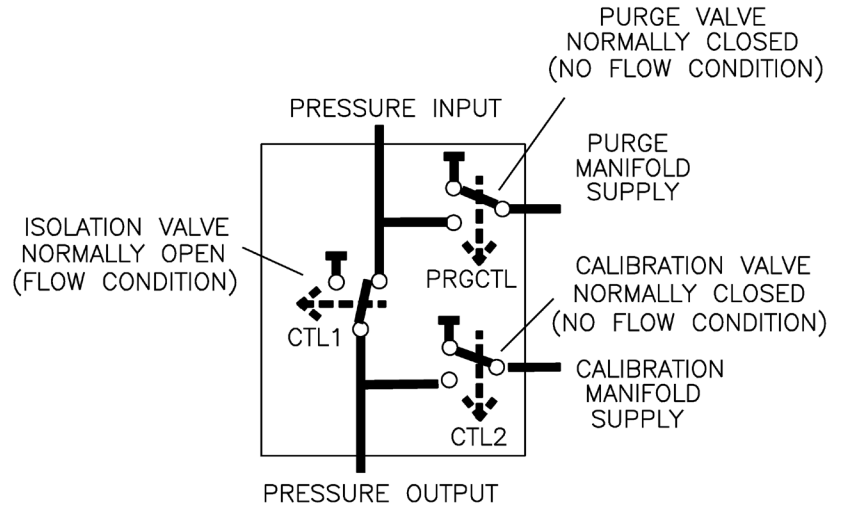 PURGE VALVE
NORMALLY CLOSED
(NO FLOW CONDITION)
PRESSURE INPUT
PURGE
MANIFOLD
SUPPLY
ISOLATION VALVE
NORMALLY OPEN
(FLOW CONDITION)
PRGCTL
CALIBRATION VALVE
NORMALLY CLOSED
(NO FLOW CONDITION)
CTL1
CALIBRATION
MANIFOLD
SUPPLY
CTL2
PRESSURE OUTPUT